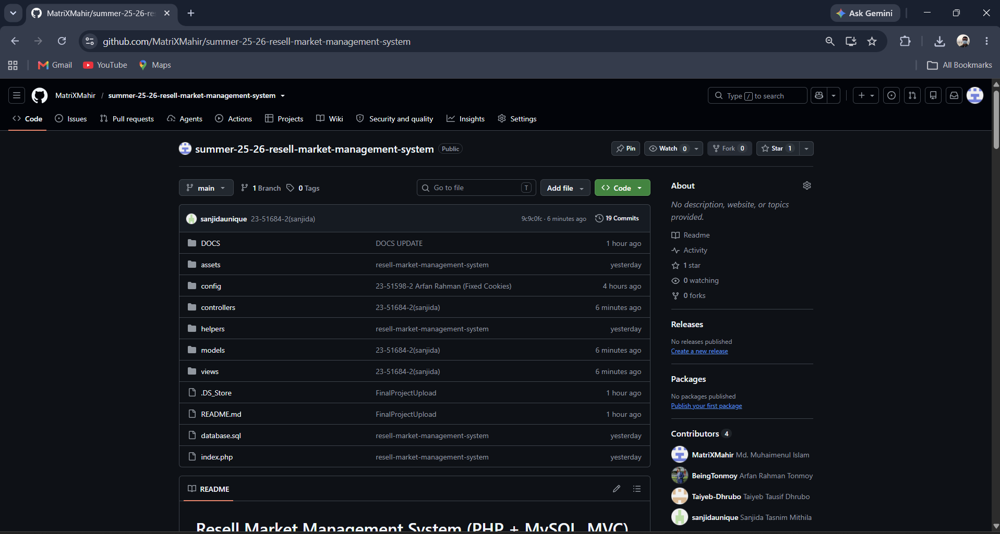 MatriXMahir/summer-25-26-res
Ask Gemini
github.com/MatriXMahir/summer-25-26-resell-market-management-system
Gmail
YouTube
Maps
All Bookmarks
MatriXMahir / summer-25-26-resell-market-management-system
Type / to search
Code
Issues
Pull requests
Agents
Actions
Projects
Wiki
Security and quality
Insights
Settings
summer-25-26-resell-market-management-system Public
Pin
Watch 0
Fork 0
Star 1
main
1 Branch
0 Tags
Go to file
T
Add file
Code
sanjidaunique 23-51684-2(sanjida)
9c9c0fc · 6 minutes ago
19 Commits
DOCS DOCS UPDATE 1 hour ago
assets resell-market-management-system yesterday
config 23-51598-2 Arfan Rahman (Fixed Cookies) 4 hours ago
controllers 23-51684-2(sanjida) 6 minutes ago
helpers resell-market-management-system yesterday
models 23-51684-2(sanjida) 6 minutes ago
views 23-51684-2(sanjida) 6 minutes ago
.DS_Store FinalProjectUpload 1 hour ago
README.md FinalProjectUpload 1 hour ago
database.sql resell-market-management-system yesterday
index.php resell-market-management-system yesterday
README
Resell Market Management System (PHP + MySQL, MVC)
About
No description, website, or topics
provided.
Readme
Activity
1 star
0 watching
0 forks
Releases
No releases published
Create a new release
Packages
No packages published
Publish your first package
Contributors 4
MatriXMahir Md. Muhaimenul Islam
BeingTonmoy Arfan Rahman Tonmoy
Taiyeb-Dhrubo Taiyeb Tausif Dhrubo
sanjidaunique Sanjida Tasnim Mithila